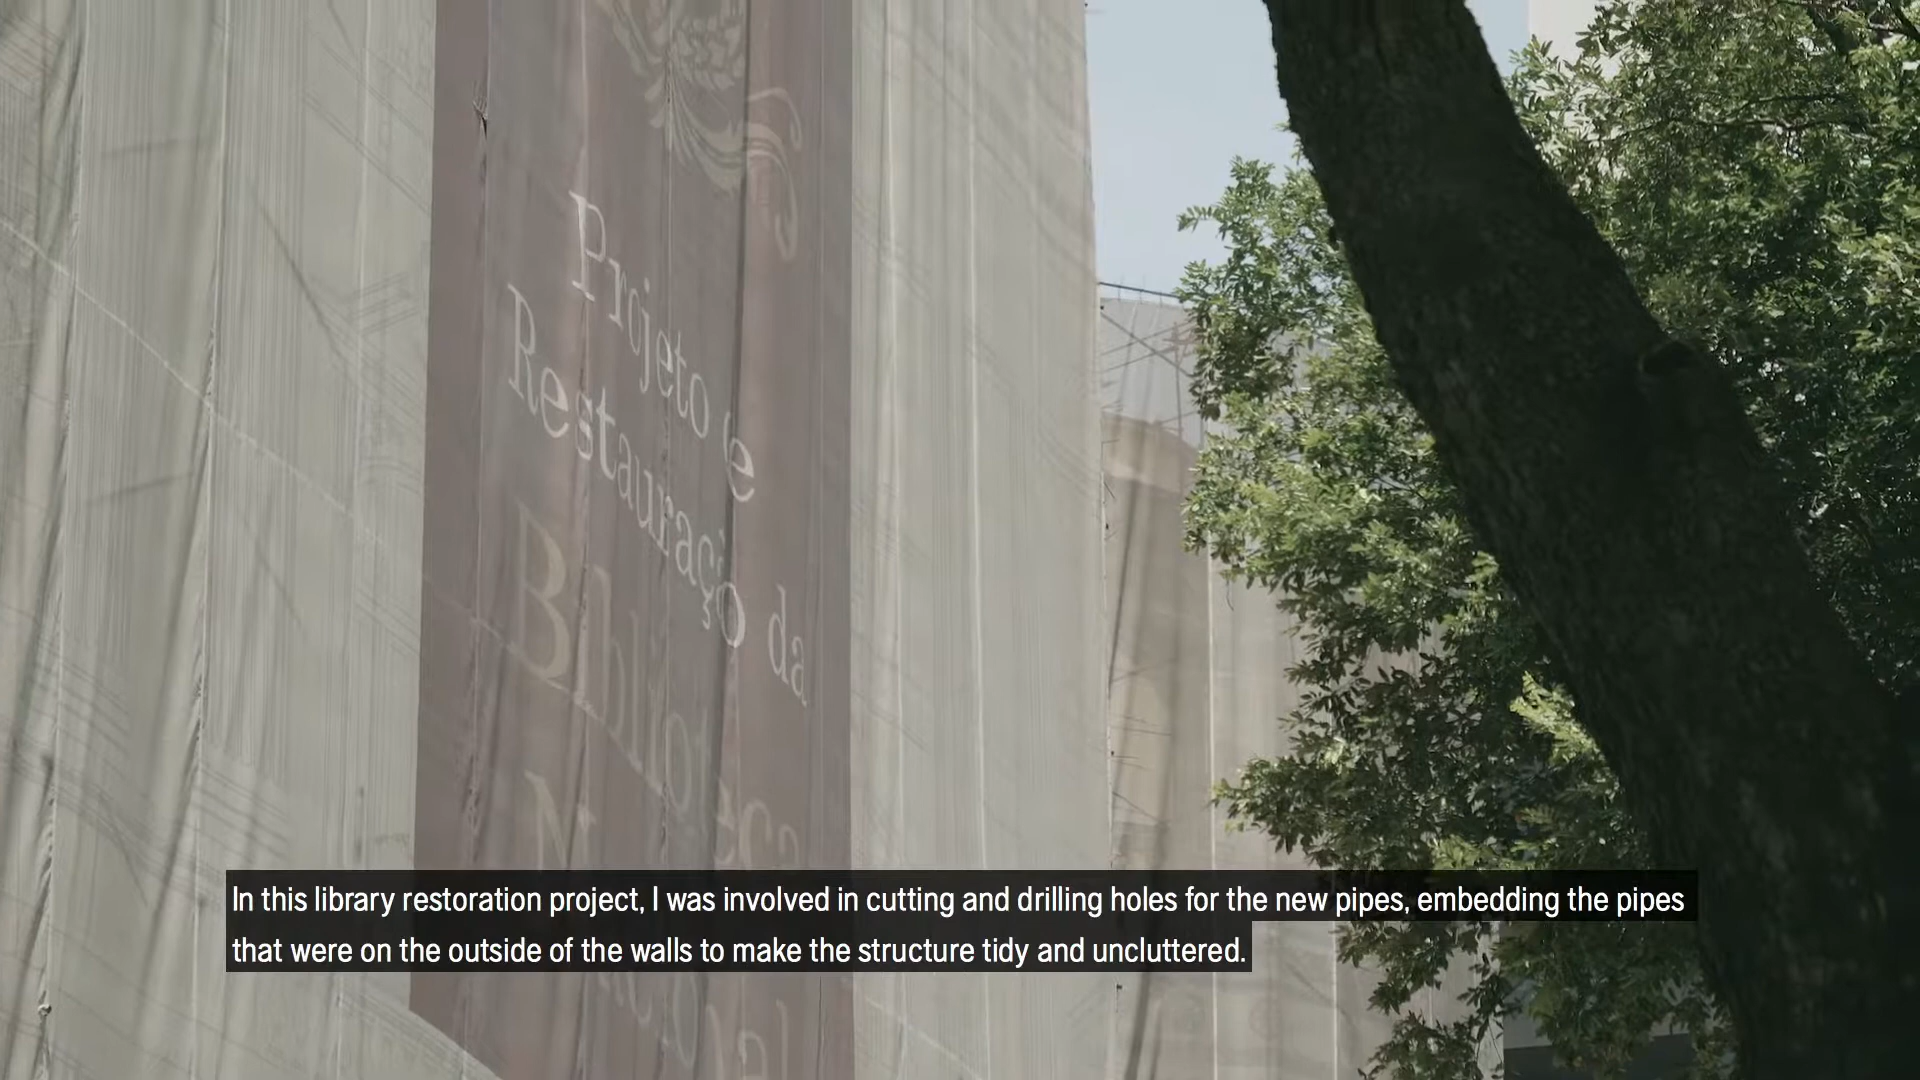 Projeto e
Restauração da
Biblioteca
In this library restoration project, I was involved in cutting and drilling holes for the new pipes, embedding the pipes
that were on the outside of the walls to make the structure tidy and uncluttered.